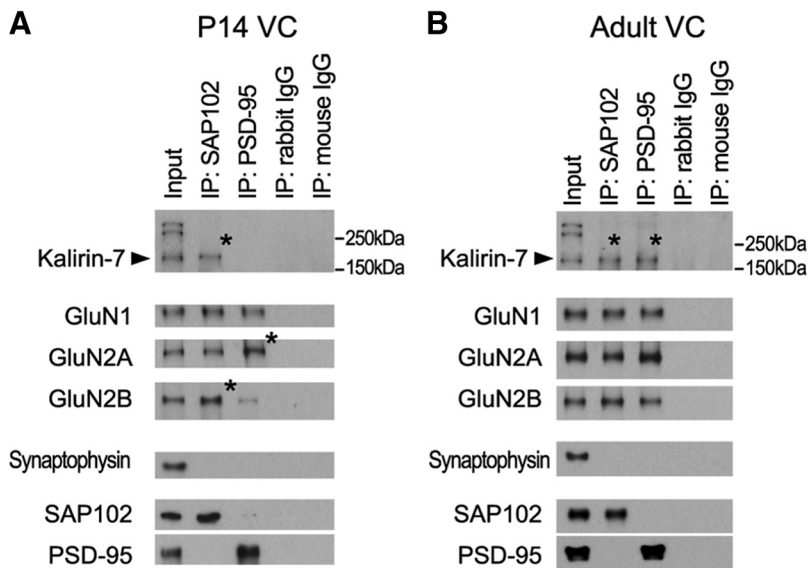 A
P14 VC
Input
IP: SAP102
IP: PSD-95
IP: rabbit IgG
IP: mouse IgG
Kalirin-7
*
-250kDa
-150kDa
GluN1
GluN2A
*
GluN2B
*
Synaptophysin
SAP102
PSD-95
B
Adult VC
Input
IP: SAP102
IP: PSD-95
IP: rabbit IgG
IP: mouse IgG
Kalirin-7
* *
-250kDa
-150kDa
GluN1
GluN2A
GluN2B
Synaptophysin
SAP102
PSD-95